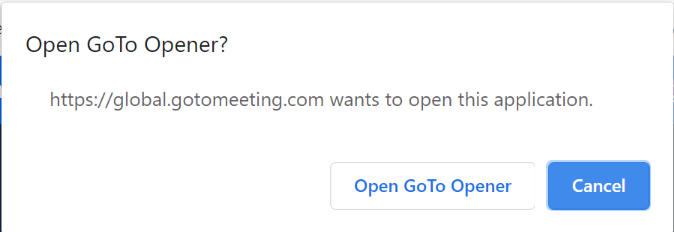 Open GoTo Opener?
https://global.gotomeeting.com wants to open this application.
Open GoTo Opener
Cancel